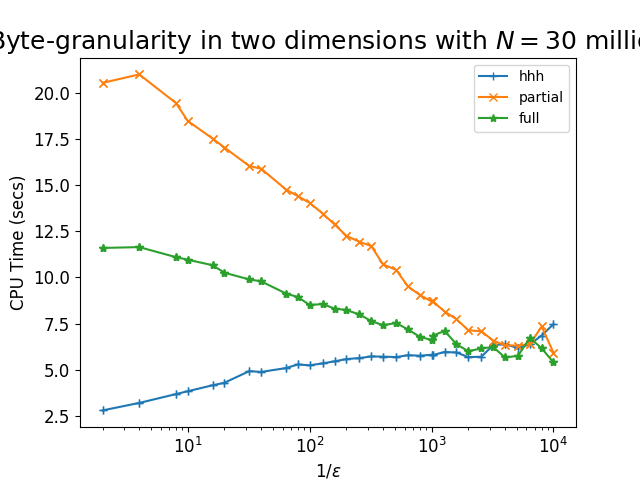 Byte-granularity in two dimensions with N = 30 millio
hhh
partial
full
CPU Time (secs)
20.0
17.5
15.0
12.5
10.0
7.5
5.0
2.5
10¹
10²
10³
10⁴
1/ε